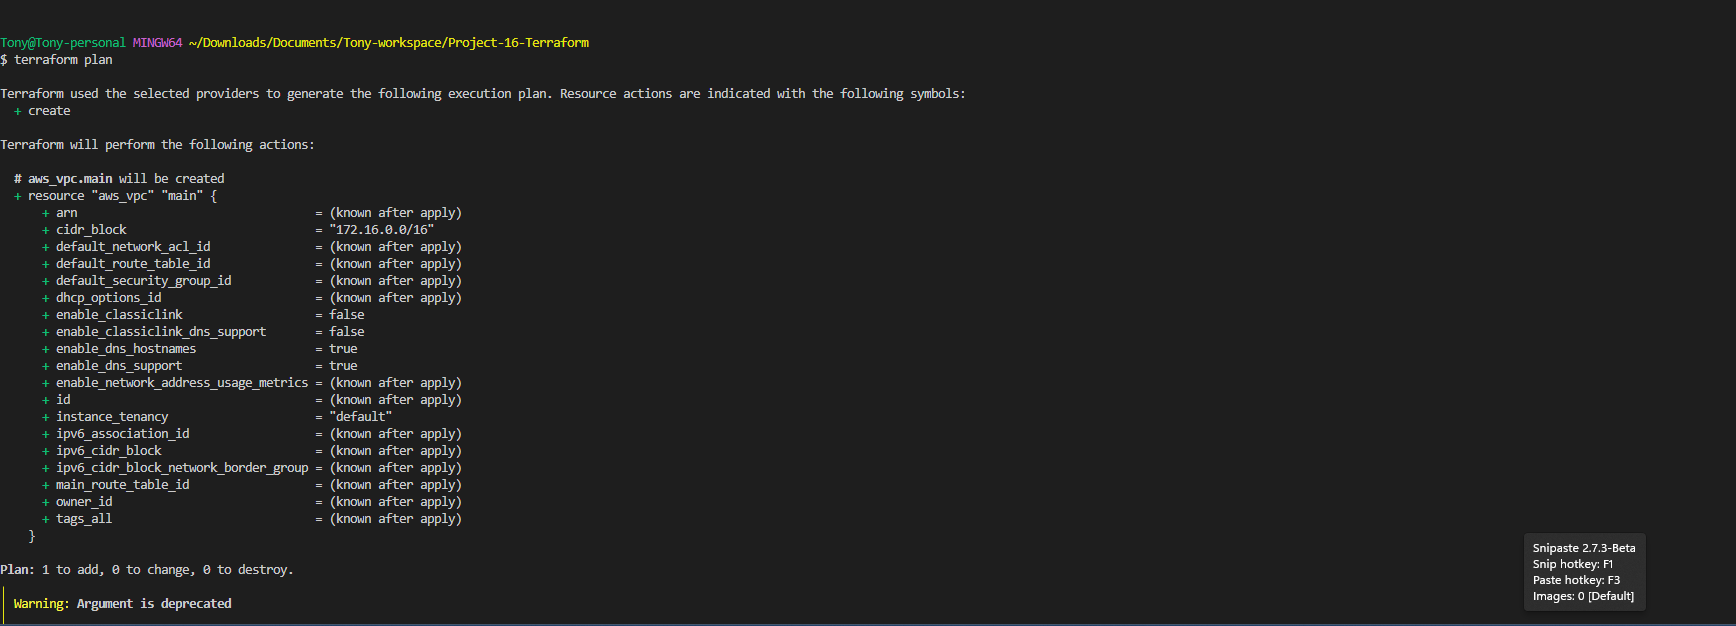 Tony@Tony-personal MINGW64 ~/Downloads/Documents/Tony-workspace/Project-16-Terraform
$ terraform plan
Terraform used the selected providers to generate the following execution plan. Resource actions are indicated with the following symbols:
+ create
Terraform will perform the following actions:
# aws_vpc.main will be created
+ resource "aws_vpc" "main" {
+ arn = (known after apply)
+ cidr_block = "172.16.0.0/16"
+ default_network_acl_id = (known after apply)
+ default_route_table_id = (known after apply)
+ default_security_group_id = (known after apply)
+ dhcp_options_id = (known after apply)
+ enable_classiclink = false
+ enable_classiclink_dns_support = false
+ enable_dns_hostnames = true
+ enable_dns_support = true
+ enable_network_address_usage_metrics = (known after apply)
+ id = (known after apply)
+ instance_tenancy = "default"
+ ipv6_association_id = (known after apply)
+ ipv6_cidr_block = (known after apply)
+ ipv6_cidr_block_network_border_group = (known after apply)
+ main_route_table_id = (known after apply)
+ owner_id = (known after apply)
+ tags_all = (known after apply)
}
Plan: 1 to add, 0 to change, 0 to destroy.
Warning: Argument is deprecated
Snipaste 2.7.3-Beta
Snip hotkey: F1
Paste hotkey: F3
Images: 0 [Default]